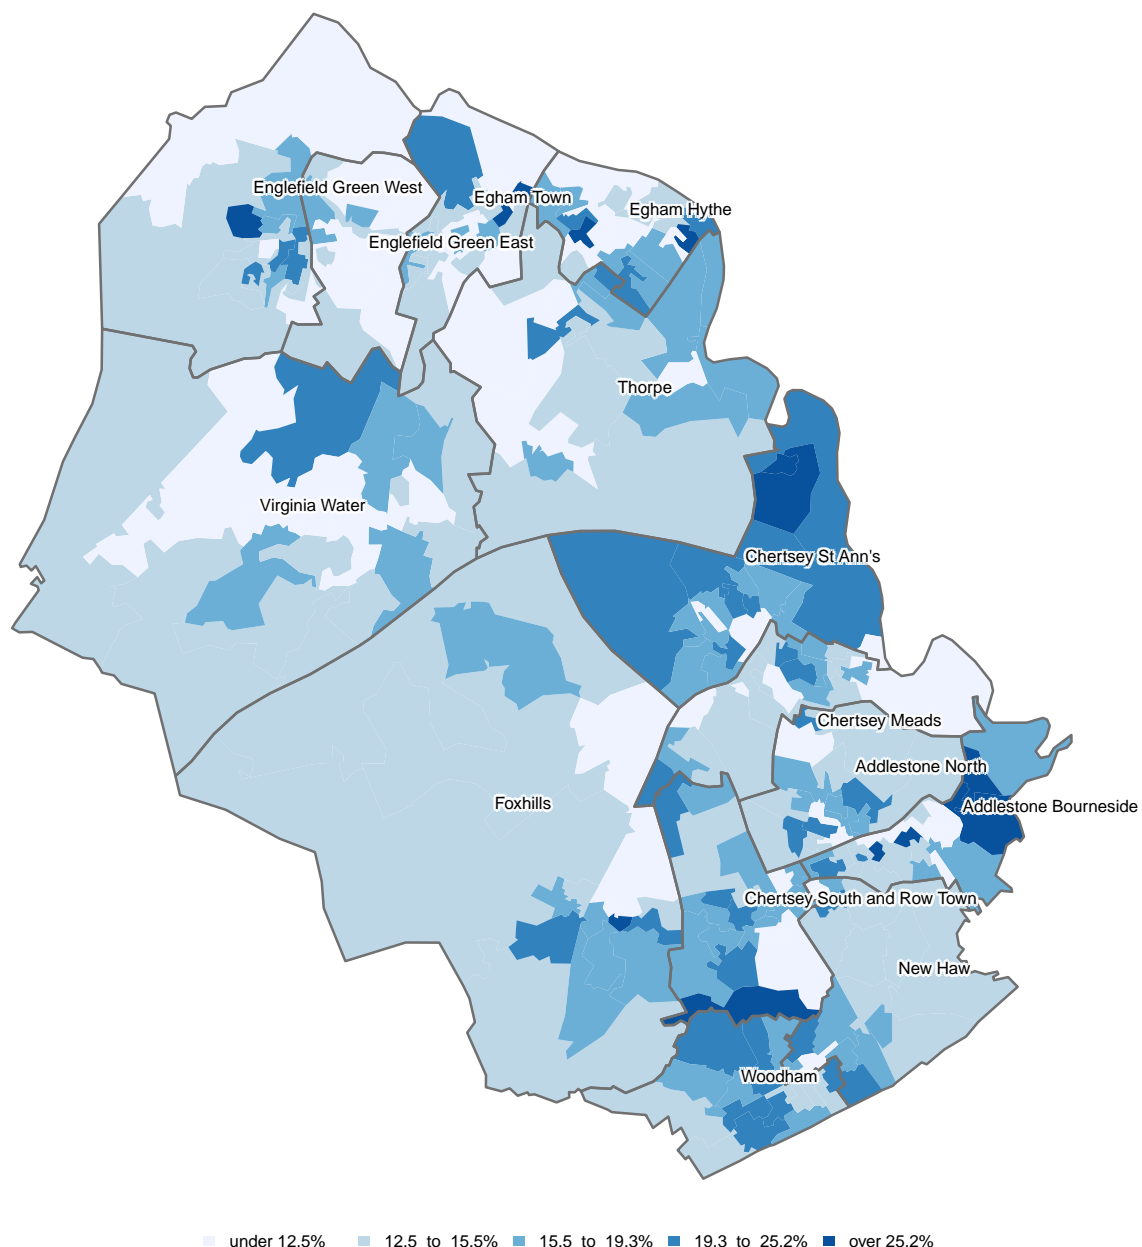 Englefield Green West
Egham Town
Egham Hythe
Englefield Green East
Thorpe
Virginia Water
Chertsey St Ann's
Chertsey Meads
Addlestone North
Foxhills
Addlestone Bourneside
Chertsey South and Row Town
New Haw
Woodham
under 12.5% 12.5 to 15.5% 15.5 to 19.3% 19.3 to 25.2% over 25.2%